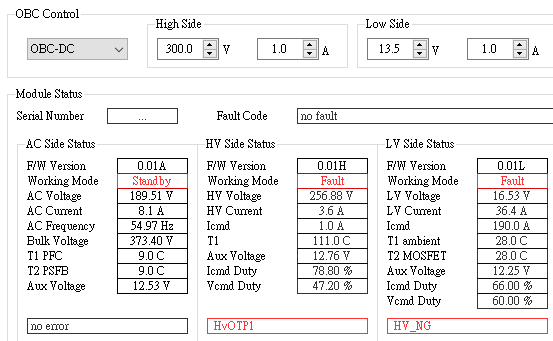 OBC Control
High Side
Low Side
OBC-DC
300.0 V 1.0 A
13.5 V 1.0 A
Module Status
Serial Number ... Fault Code no fault
AC Side Status
F/W Version 0.01A
Working Mode Standby
AC Voltage 189.51 V
AC Current 8.1 A
AC Frequency 54.97 Hz
Bulk Voltage 373.40 V
T1 PFC 9.0 C
T2 PSFB 9.0 C
Aux Voltage 12.53 V
no error
HV Side Status
F/W Version 0.01H
Working Mode Fault
HV Voltage 256.88 V
HV Current 3.6 A
Icmd 1.0 A
T1 111.0 C
Aux Voltage 12.76 V
Icmd Duty 78.80 %
Vcmd Duty 47.20 %
HvOTP1
LV Side Status
F/W Version 0.01L
Working Mode Fault
LV Voltage 16.53 V
LV Current 36.4 A
Icmd 190.0 A
T1 ambient 28.0 C
T2 MOSFET 28.0 C
Aux Voltage 12.25 V
Icmd Duty 66.00 %
Vcmd Duty 60.00 %
HV_NG